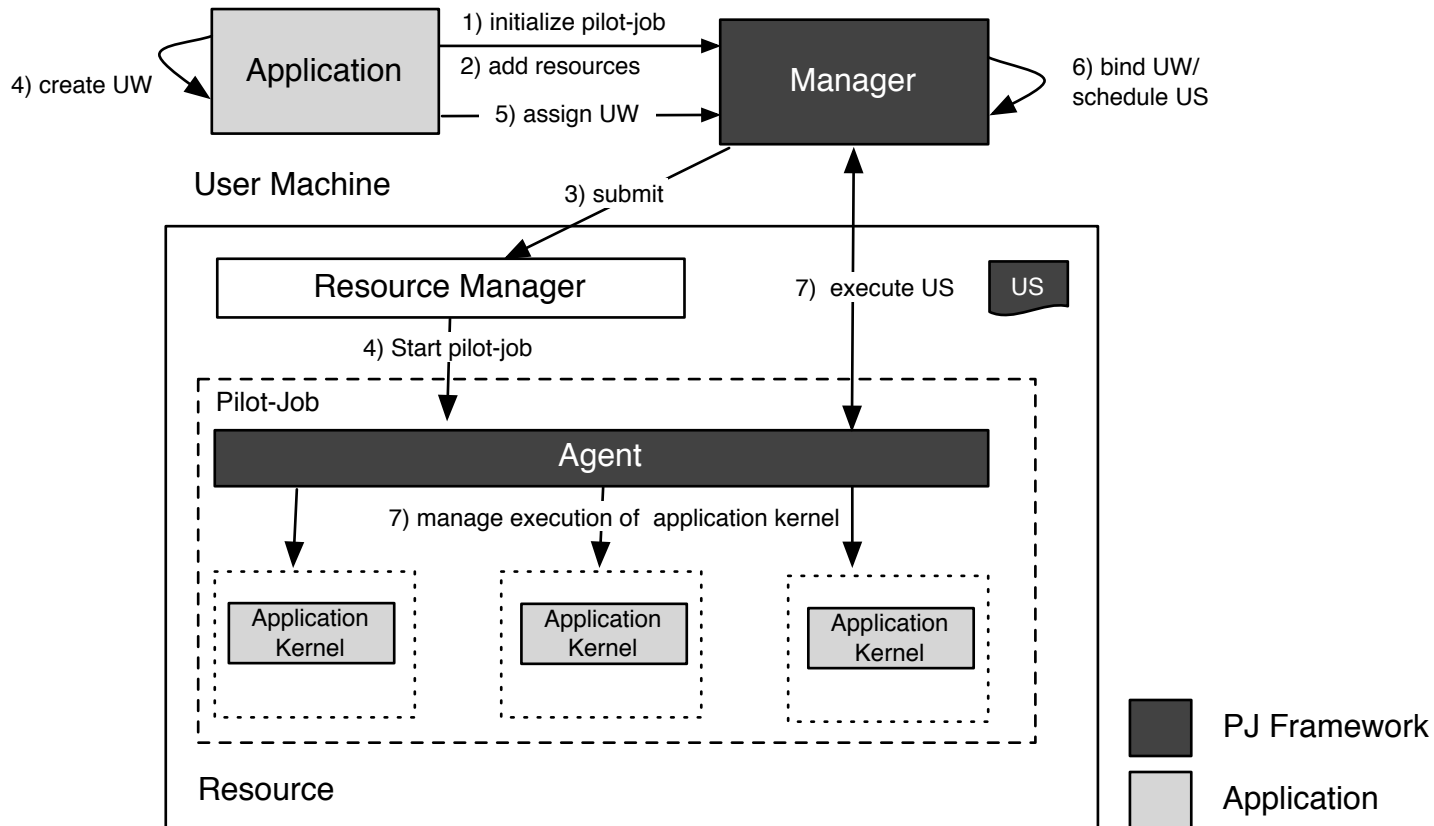 1) initialize pilot-job
Application
2) add resources
Manager
4) create UW
6) bind UW/
schedule US
5) assign UW
User Machine
3) submit
Resource Manager
7) execute US
US
4) Start pilot-job
Pilot-Job
Agent
7) manage execution of application kernel
Application
Kernel
Application
Kernel
Application
Kernel
PJ Framework
Resource
Application